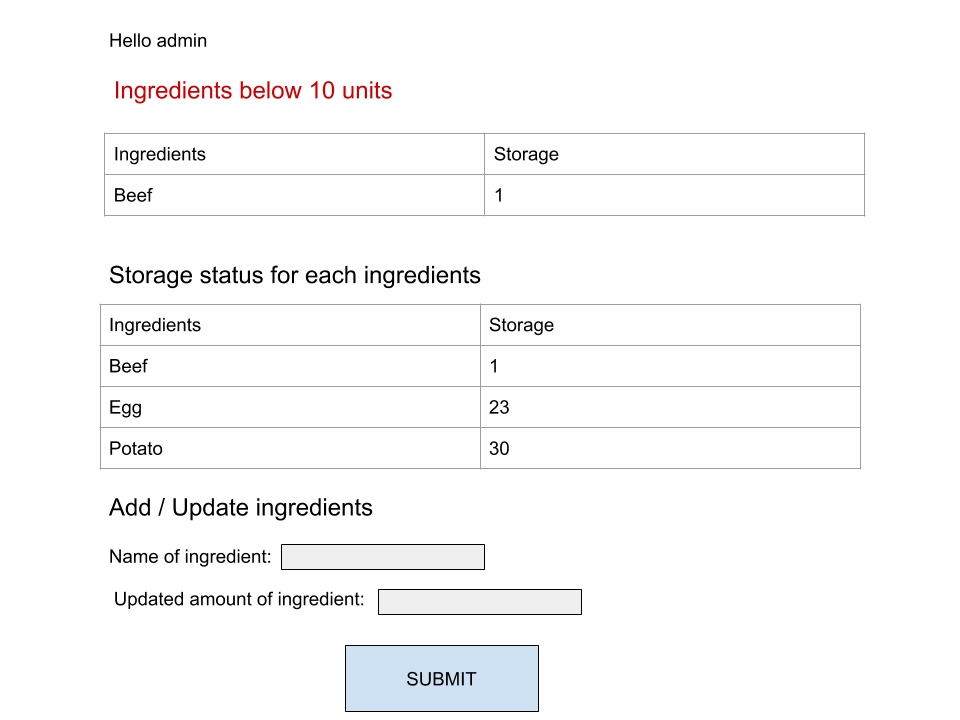 Hello admin
Ingredients below 10 units
Ingredients Storage
Beef 1
Storage status for each ingredients
Ingredients Storage
Beef 1
Egg 23
Potato 30
Add / Update ingredients
Name of ingredient:
Updated amount of ingredient:
SUBMIT